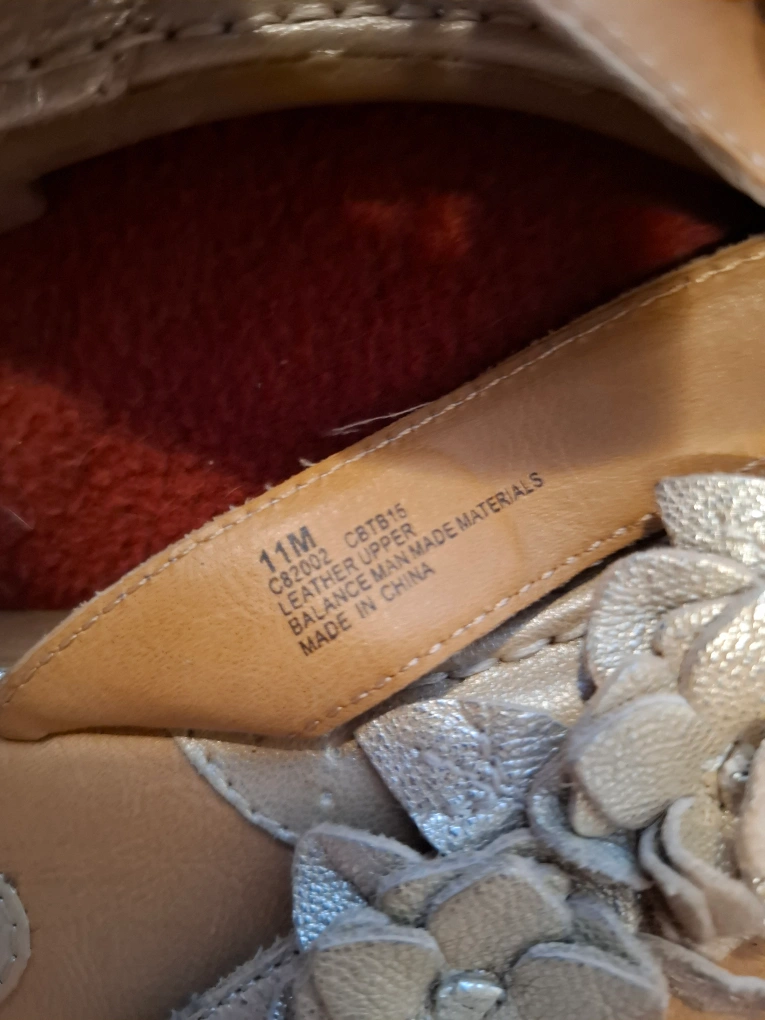 11M
C82002 CBTB15
LEATHER UPPER
BALANCE MAN MADE MATERIALS
MADE IN CHINA